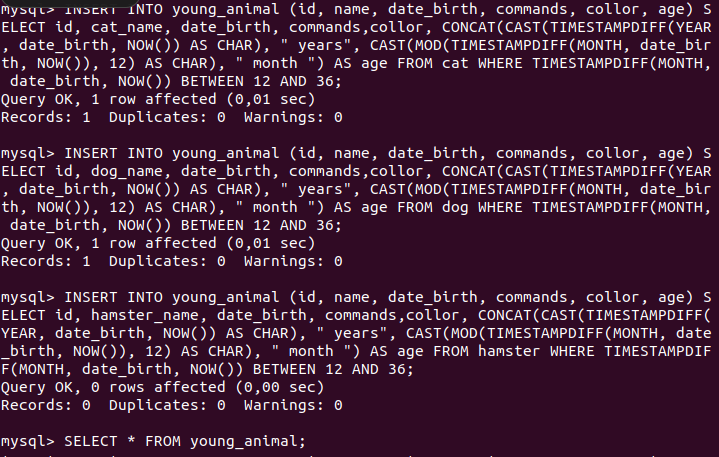 mysql> INSERT INTO young_animal (id, name, date_birth, commands, collor, age) S
ELECT id, cat_name, date_birth, commands,collor, CONCAT(CAST(TIMESTAMPDIFF(YEAR
, date_birth, NOW()) AS CHAR), " years", CAST(MOD(TIMESTAMPDIFF(MONTH, date_bir
th, NOW()), 12) AS CHAR), " month ") AS age FROM cat WHERE TIMESTAMPDIFF(MONTH,
 date_birth, NOW()) BETWEEN 12 AND 36;
Query OK, 1 row affected (0,01 sec)
Records: 1  Duplicates: 0  Warnings: 0

mysql> INSERT INTO young_animal (id, name, date_birth, commands, collor, age) S
ELECT id, dog_name, date_birth, commands,collor, CONCAT(CAST(TIMESTAMPDIFF(YEAR
, date_birth, NOW()) AS CHAR), " years", CAST(MOD(TIMESTAMPDIFF(MONTH, date_bir
th, NOW()), 12) AS CHAR), " month ") AS age FROM dog WHERE TIMESTAMPDIFF(MONTH,
 date_birth, NOW()) BETWEEN 12 AND 36;
Query OK, 1 row affected (0,01 sec)
Records: 1  Duplicates: 0  Warnings: 0

mysql> INSERT INTO young_animal (id, name, date_birth, commands, collor, age) S
ELECT id, hamster_name, date_birth, commands,collor, CONCAT(CAST(TIMESTAMPDIFF(
YEAR, date_birth, NOW()) AS CHAR), " years", CAST(MOD(TIMESTAMPDIFF(MONTH, date
_birth, NOW()), 12) AS CHAR), " month ") AS age FROM hamster WHERE TIMESTAMPDIF
F(MONTH, date_birth, NOW()) BETWEEN 12 AND 36;
Query OK, 0 rows affected (0,00 sec)
Records: 0  Duplicates: 0  Warnings: 0

mysql> SELECT * FROM young_animal;